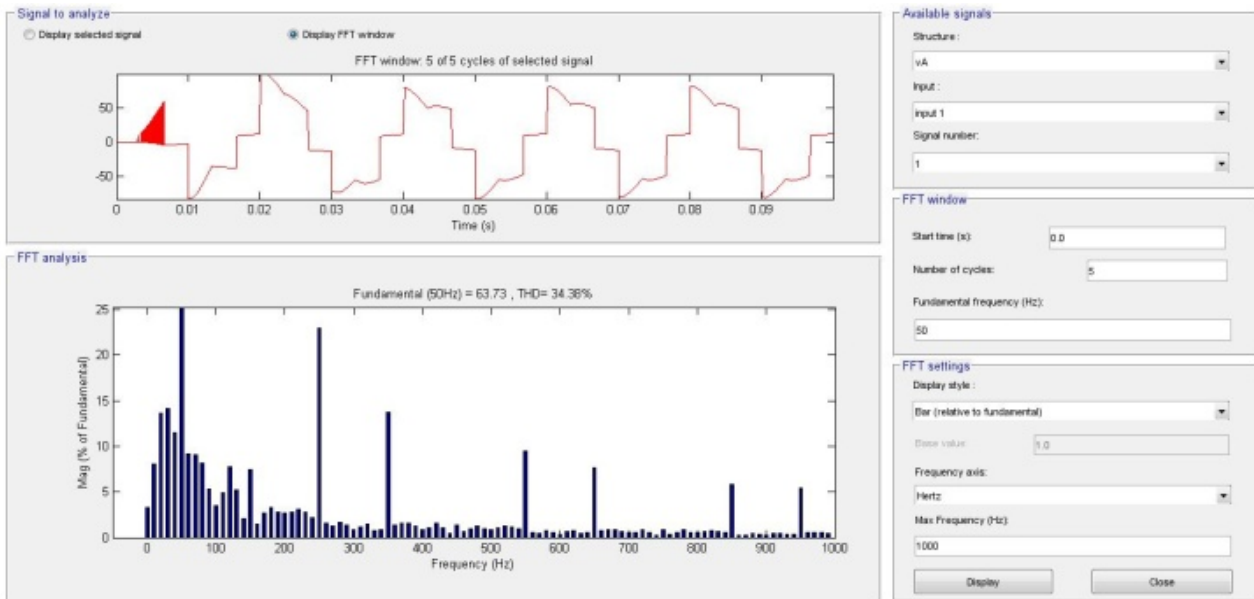 Signal to analyze
Display selected signal
Display FFT window
FFT window: 5 of 5 cycles of selected signal
50
0
-50
0 0.01 0.02 0.03 0.04 0.05 0.06 0.07 0.08 0.09
Time (s)
FFT analysis
Fundamental (50Hz) = 63.73 , THD= 34.38%
Mag (% of Fundamental)
25
20
15
10
5
0
0 100 200 300 400 500 600 700 800 900 1000
Frequency (Hz)
Available signals
Structure :
vA
Input :
input 1
Signal number:
1
FFT window
Start time (s): 0.0
Number of cycles: 5
Fundamental frequency (Hz):
50
FFT settings
Display style :
Bar (relative to fundamental)
Base value: 1.0
Frequency axis:
Hertz
Max Frequency (Hz):
1000
Display Close